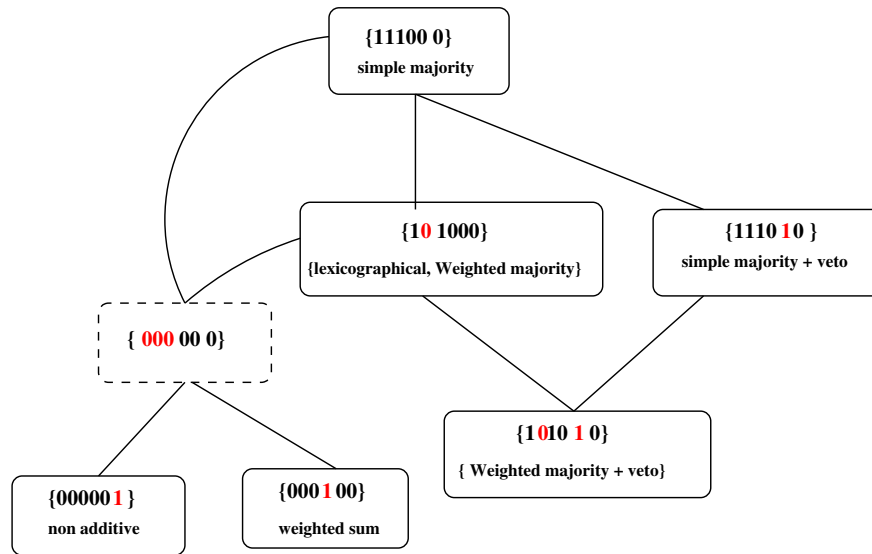 {11100 0}
simple majority
{10 1000}
{lexicographical, Weighted majority}
{1110 10 }
simple majority + veto
{ 000 00 0}
{1010 1 0}
{ Weighted majority + veto}
{00000 1 }
non additive
{000 1 00}
weighted sum